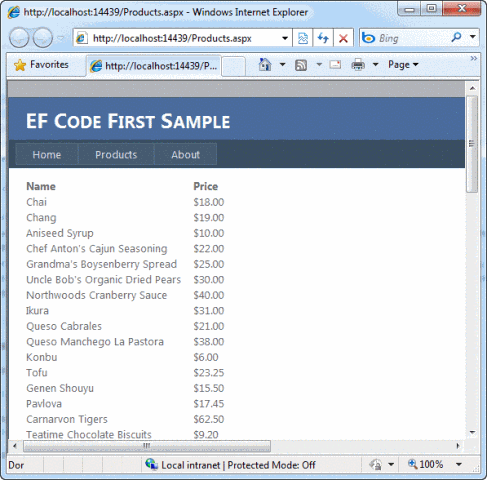 http://localhost:14439/Products.aspx - Windows Internet Explorer
http://localhost:14439/Products.aspx
Bing
Favorites
http://localhost:14439/P...
Page
EF CODE FIRST SAMPLE
Home Products About
Name Price
Chai $18.00
Chang $19.00
Aniseed Syrup $10.00
Chef Anton's Cajun Seasoning $22.00
Grandma's Boysenberry Spread $25.00
Uncle Bob's Organic Dried Pears $30.00
Northwoods Cranberry Sauce $40.00
Ikura $31.00
Queso Cabrales $21.00
Queso Manchego La Pastora $38.00
Konbu $6.00
Tofu $23.25
Genen Shouyu $15.50
Pavlova $17.45
Carnarvon Tigers $62.50
Teatime Chocolate Biscuits $9.20
Dor Local intranet | Protected Mode: Off 100%